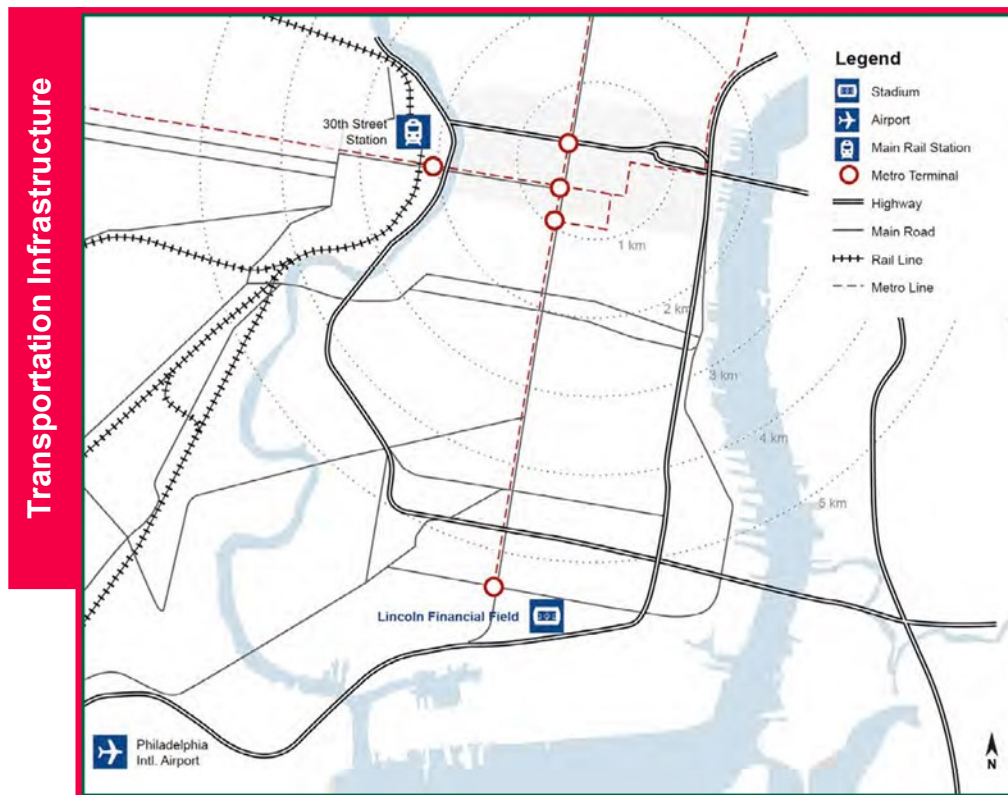 Transportation Infrastructure
Legend
Stadium
Airport
Main Rail Station
Metro Terminal
Highway
Main Road
Rail Line
Metro Line
30th Street
Station
1 km
2 km
3 km
4 km
5 km
Lincoln Financial Field
Philadelphia
Intl. Airport
N